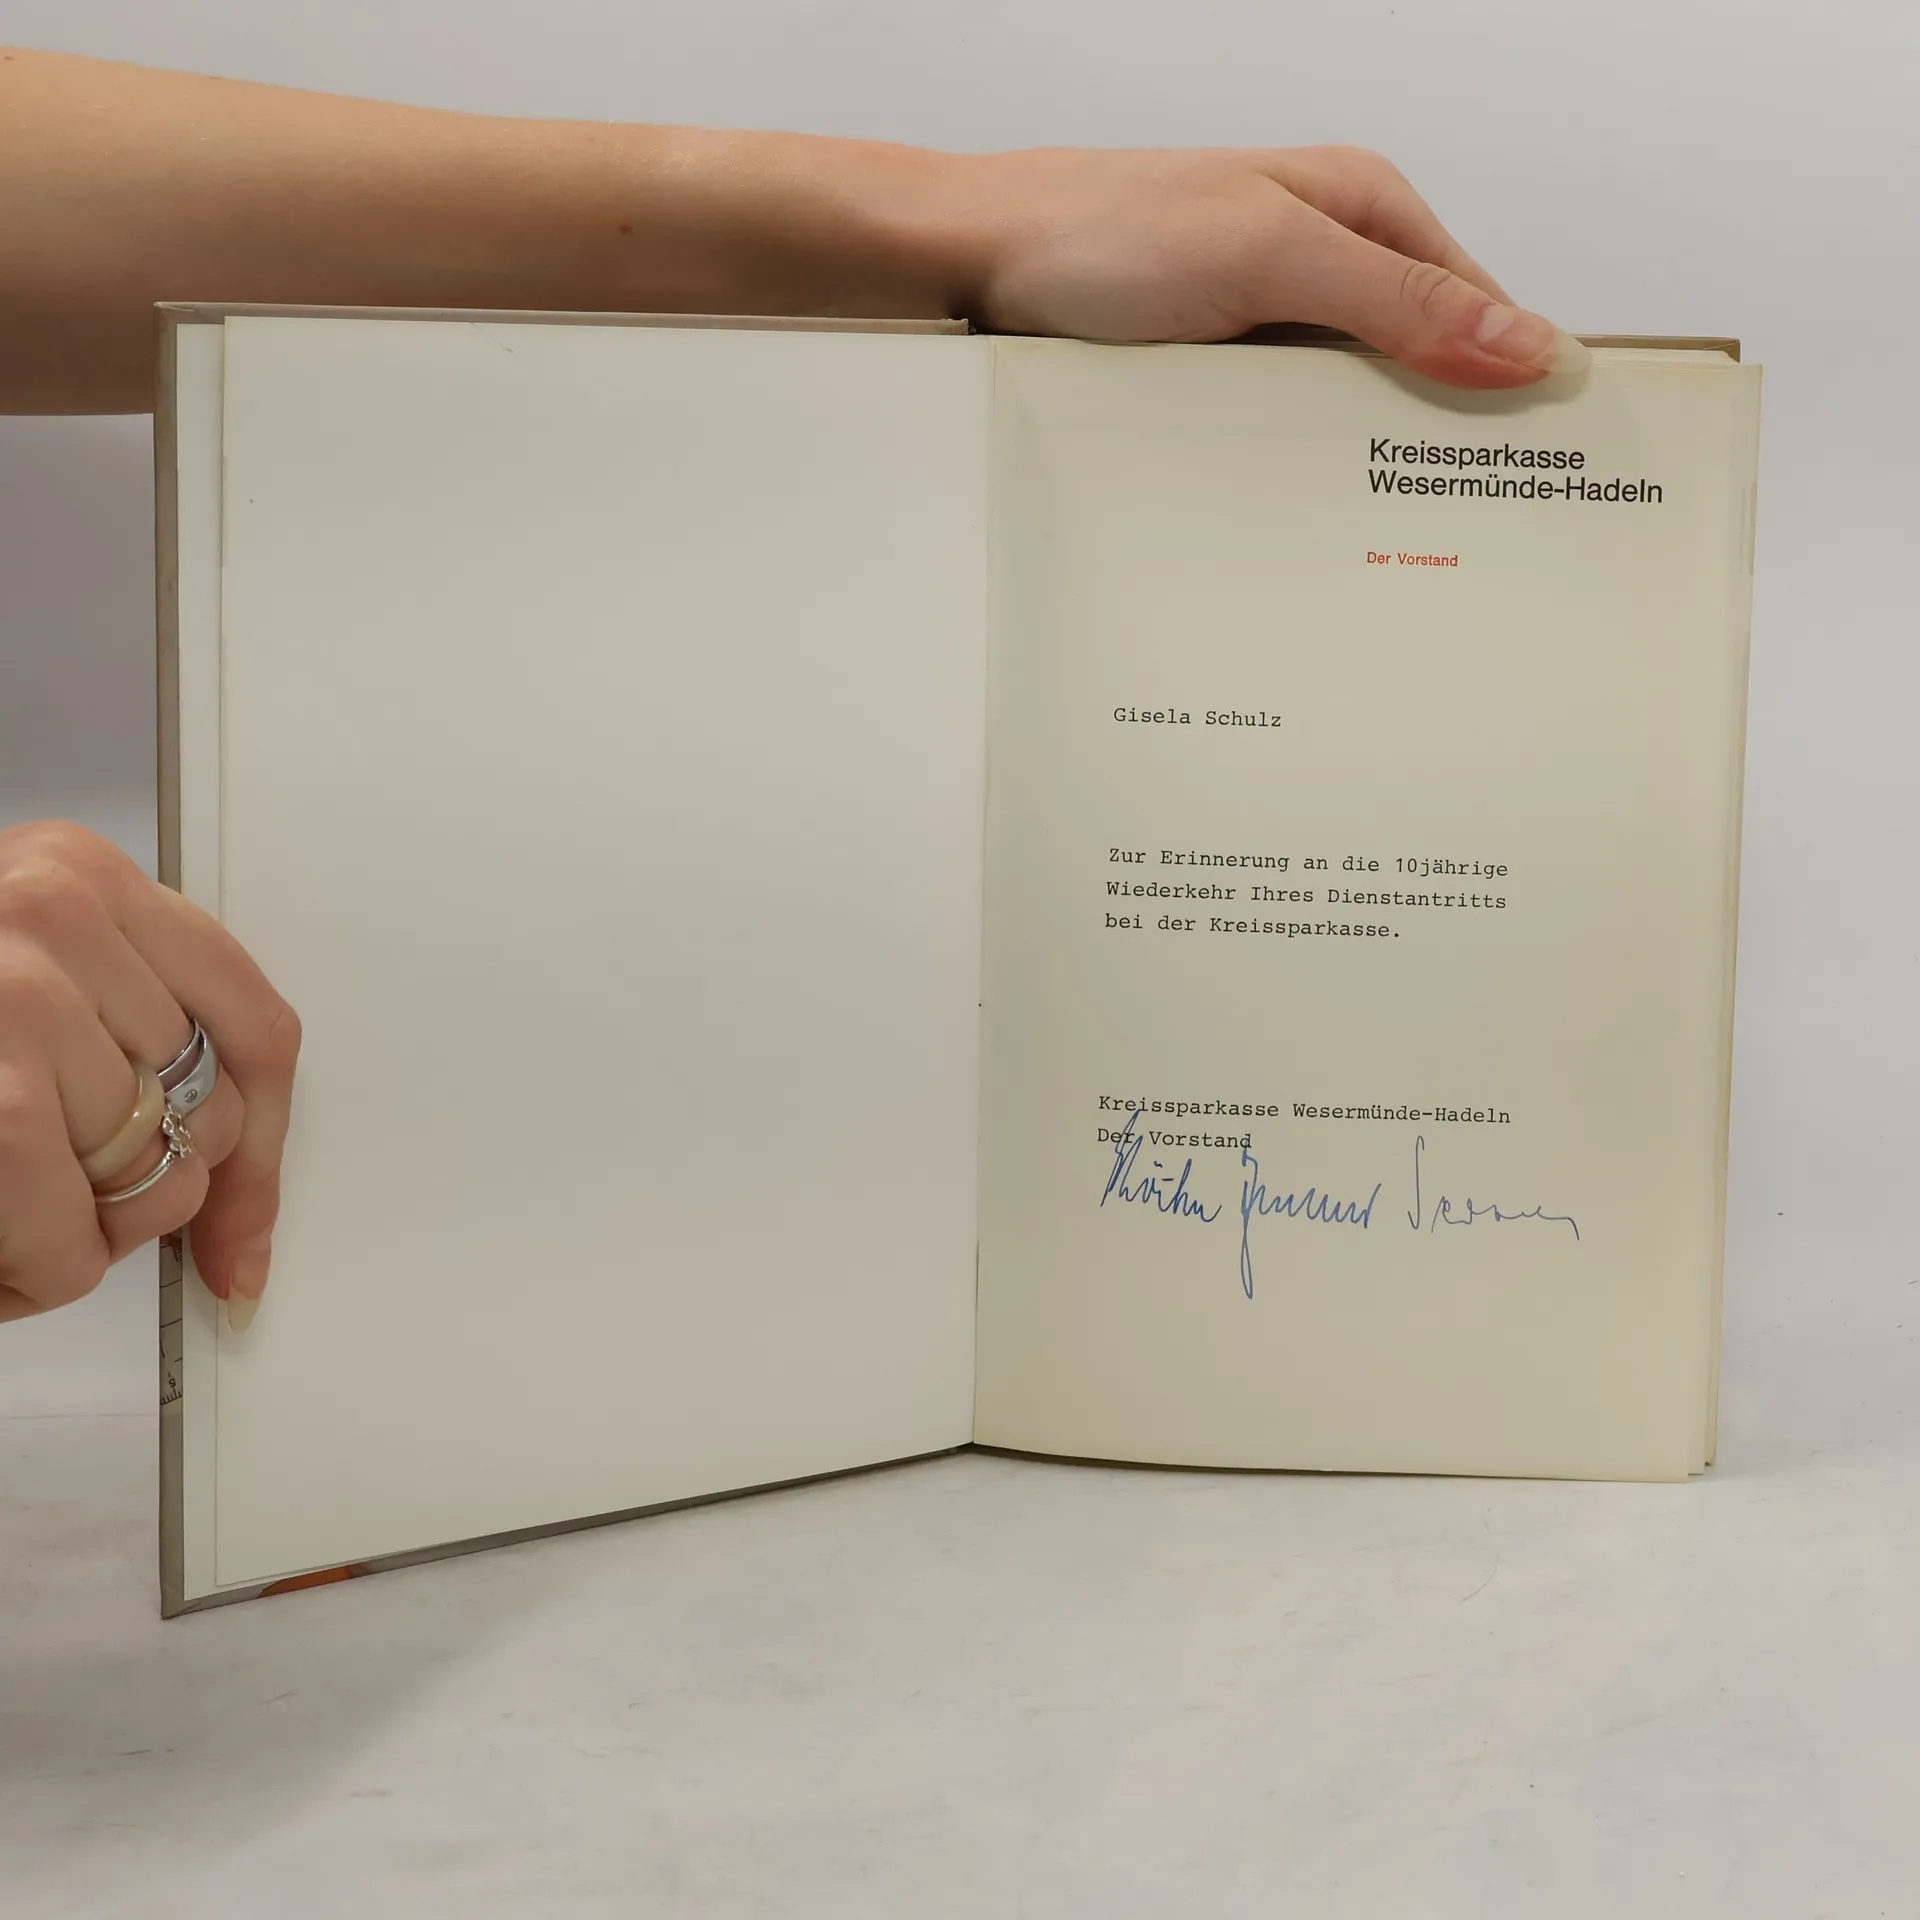 Kreissparkasse
Wesermünde-Hadeln
Der Vorstand
Gisela Schulz
Zur Erinnerung an die 10jährige
Wiederkehr Ihres Dienstantritts
bei der Kreissparkasse.
Kreissparkasse Wesermünde-Hadeln
Der Vorstand